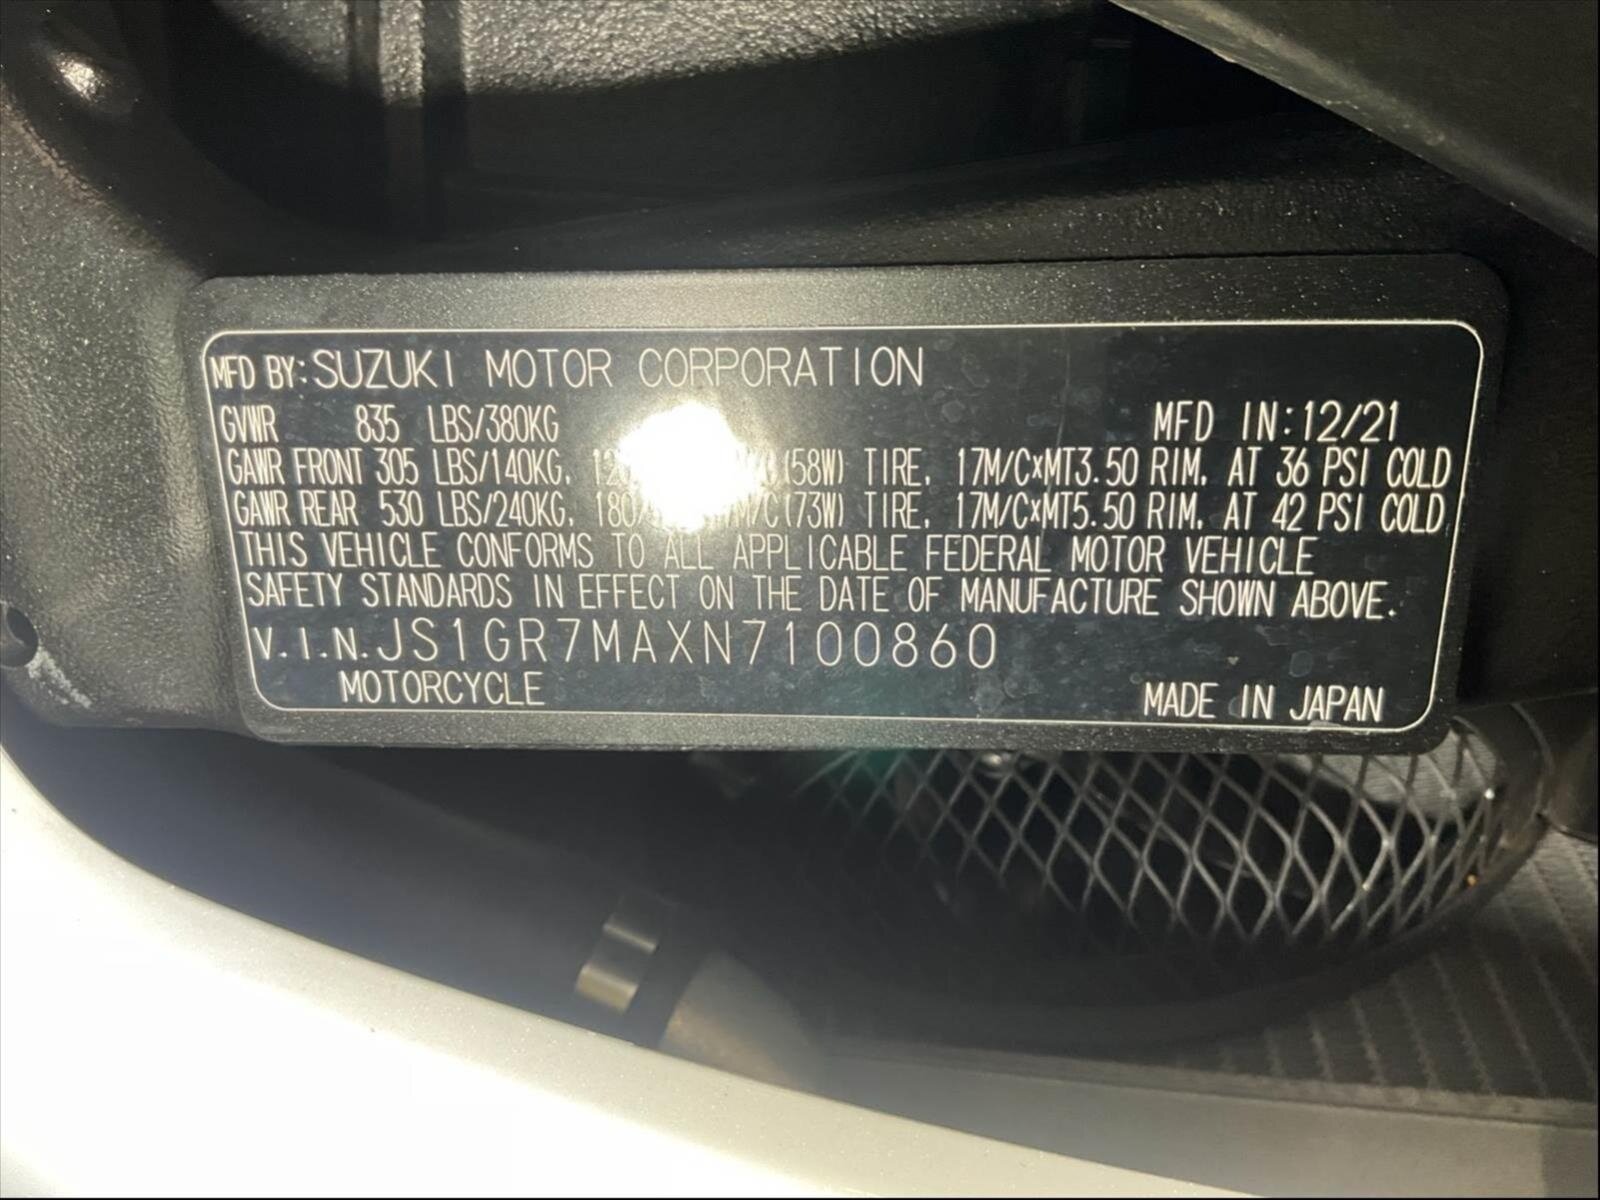 MFD BY: SUZUKI MOTOR CORPORATION
GVWR 835 LBS/380KG MFD IN: 12/21
GAWR FRONT 305 LBS/140KG, (58W) TIRE, 17M/C×MT3.50 RIM, AT 36 PSI COLD
GAWR REAR 530 LBS/240KG, (73W) TIRE, 17M/C×MT5.50 RIM, AT 42 PSI COLD
THIS VEHICLE CONFORMS TO ALL APPLICABLE FEDERAL MOTOR VEHICLE
SAFETY STANDARDS IN EFFECT ON THE DATE OF MANUFACTURE SHOWN ABOVE.
V.I.N. JS1GR7MAXN7100860
MOTORCYCLE MADE IN JAPAN